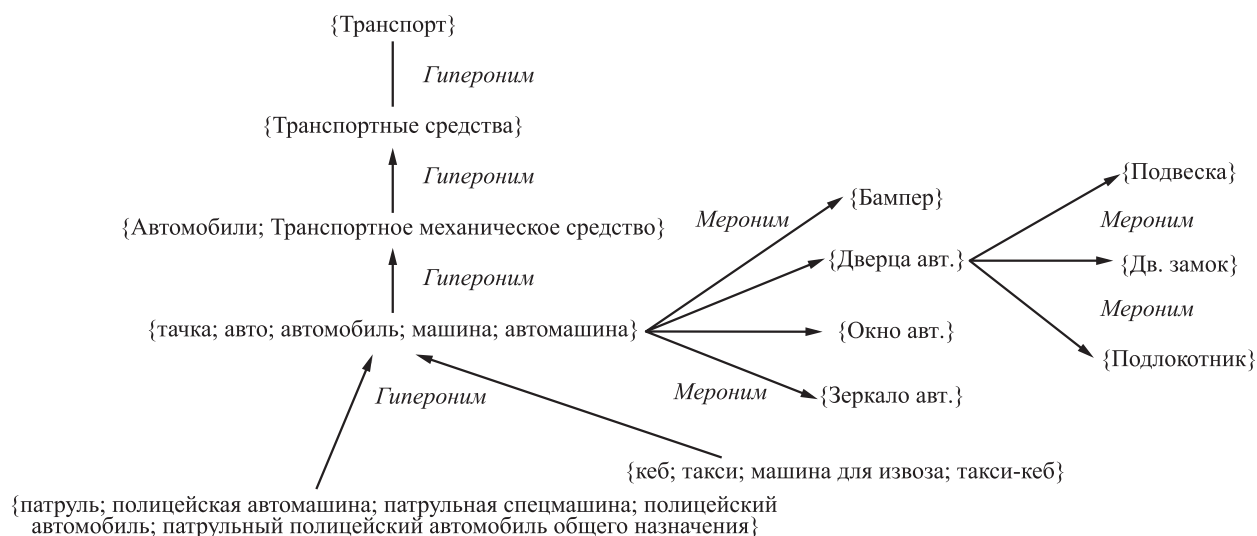 {Транспорт}
Гипероним
{Транспортные средства}
Гипероним
{Автомобили; Транспортное механическое средство}
Гипероним
{тачка; авто; автомобиль; машина; автомашина}
Гипероним
{патруль; полицейская автомашина; патрульная спецмашина; полицейский
автомобиль; патрульный полицейский автомобиль общего назначения}
{кеб; такси; машина для извоза; такси-кеб}
Мероним
{Бампер}
{Дверца авт.}
{Окно авт.}
Мероним
{Зеркало авт.}
{Подвеска}
Мероним
{Дв. замок}
Мероним
{Подлокотник}